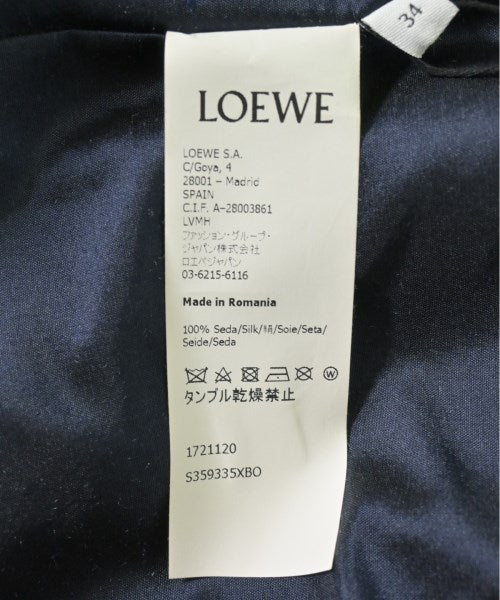 34
LOEWE
LOEWE S.A.
C/Goya, 4
28001 – Madrid
SPAIN
C.I.F. A-28003861
LVMH
ファッション・グループ・
ジャパン株式会社
ロエベジャパン
03-6215-6116
Made in Romania
100% Seda/Silk/絹/Soie/Seta/
Seide/Seda
W
タンブル乾燥禁止
1721120
S359335XBO